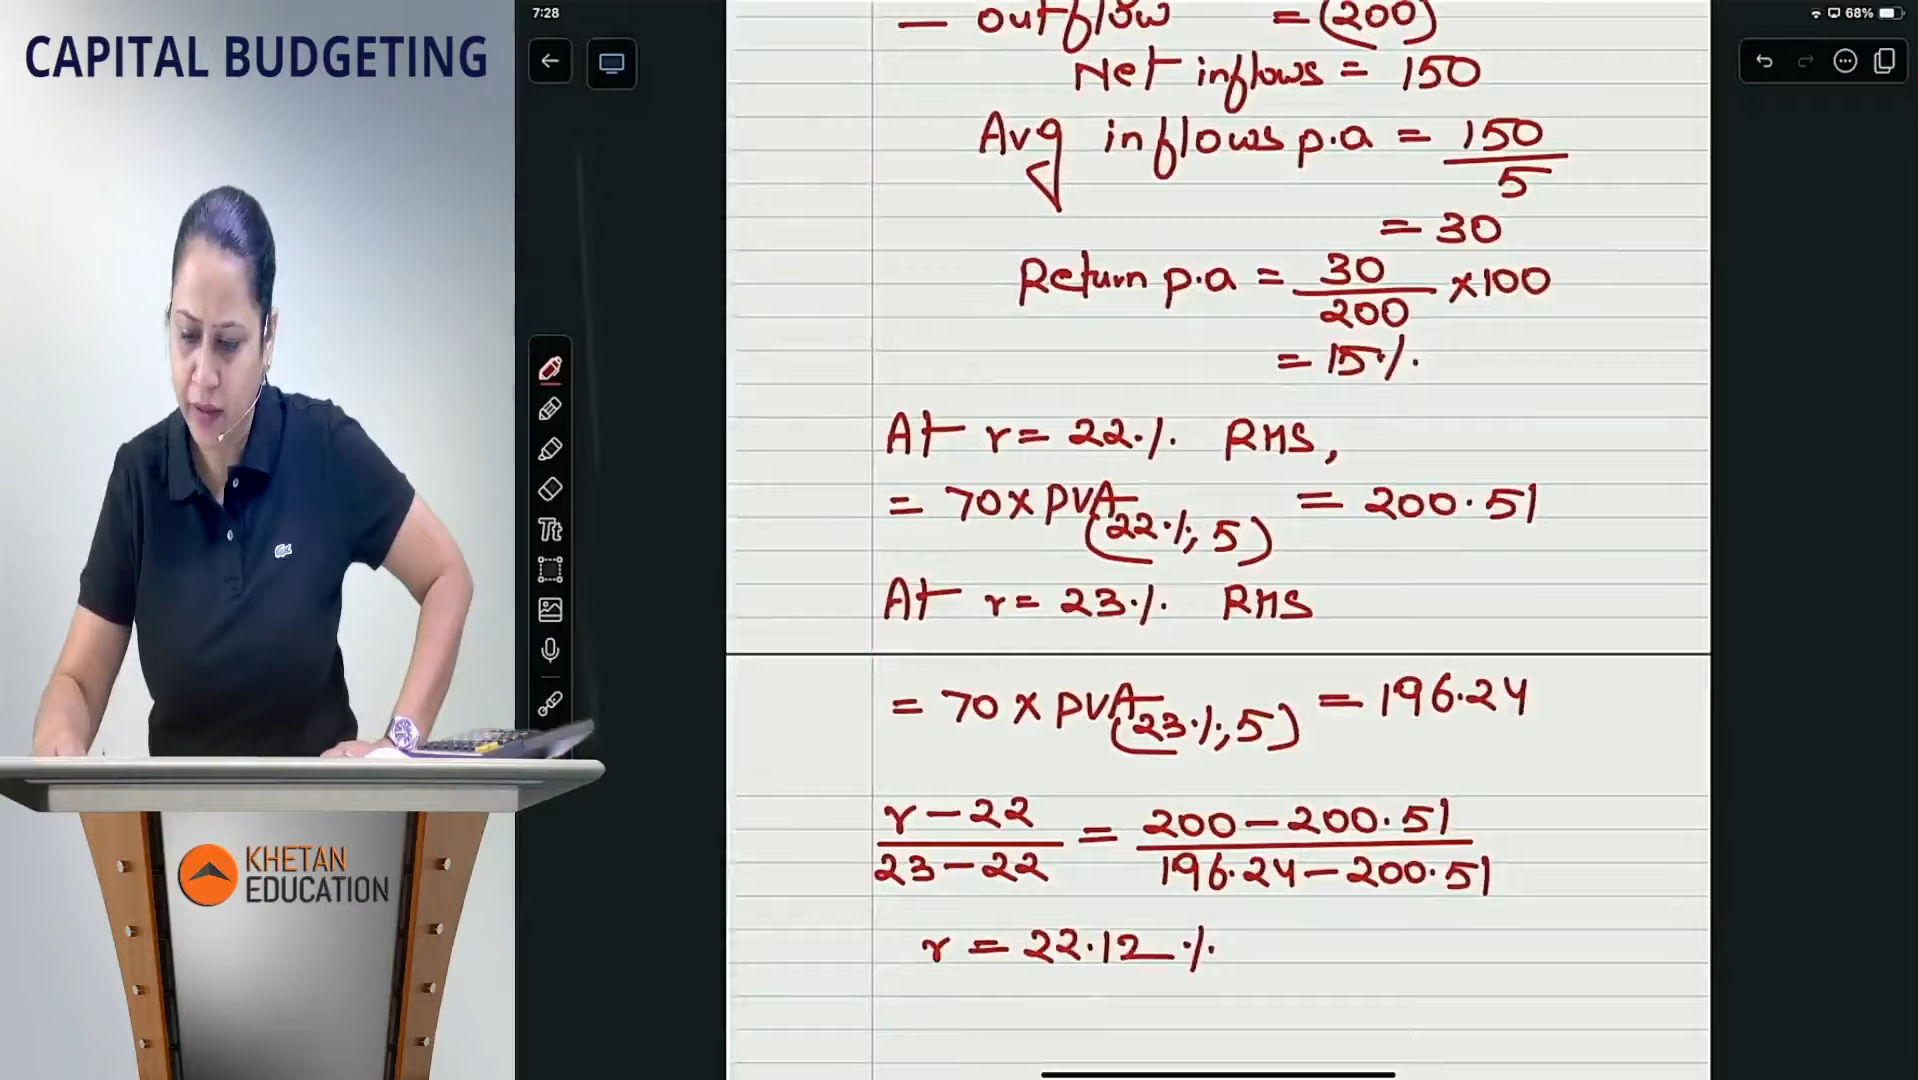 CAPITAL BUDGETING
7:28
68%
— outflow = (200)
Net inflows = 150
Avg inflows p.a = 150/5
= 30
Return p.a = 30/200 × 100
= 15%
At r = 22% RHS,
= 70 × PVA(22%, 5) = 200.51
At r = 23% RHS
= 70 × PVA(23%, 5) = 196.24
r – 22 / 23 – 22 = 200 – 200.51 / 196.24 – 200.51
r = 22.12 %
Tt
KHETAN
EDUCATION